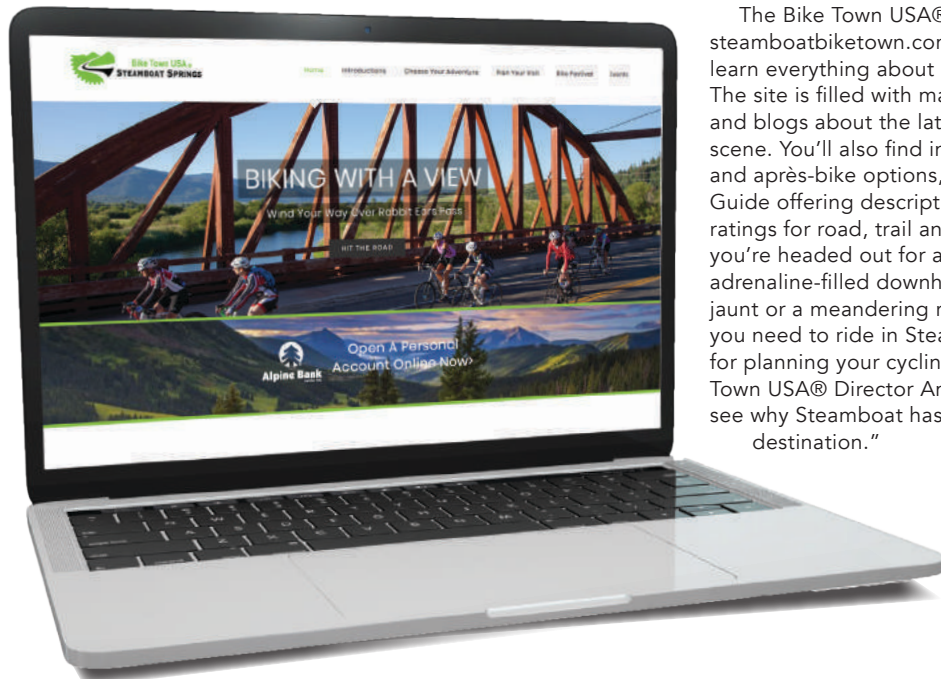 Bike Town USA®
STEAMBOAT SPRINGS
Home Introductions Choose Your Adventure Plan Your Visit Bike Festival Events
BIKING WITH A VIEW
Wind Your Way Over Rabbit Ears Pass
HIT THE ROAD
Alpine Bank
Open A Personal
Account Online Now>
The Bike Town USA®
steamboatbiketown.com
learn everything about
The site is filled with ma
and blogs about the lat
scene. You'll also find in
and après-bike options,
Guide offering descript
ratings for road, trail an
you're headed out for a
adrenaline-filled downh
jaunt or a meandering r
you need to ride in Stea
for planning your cyclin
Town USA® Director Ar
see why Steamboat has
destination."